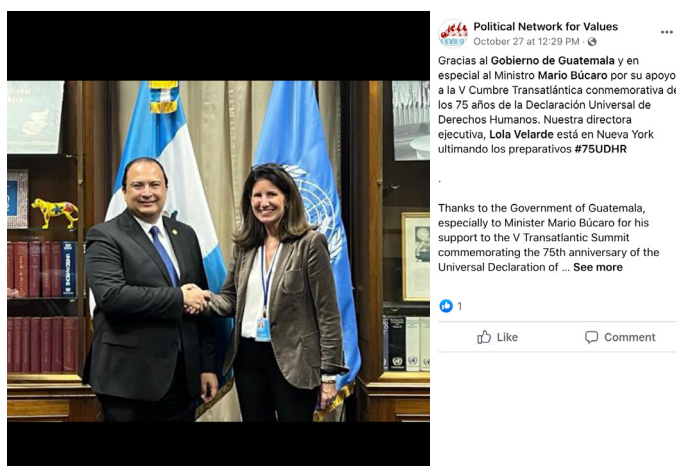 Political Network for Values
October 27 at 12:29 PM ·
Gracias al Gobierno de Guatemala y en
especial al Ministro Mario Búcaro por su apoyo
a la V Cumbre Transatlántica conmemorativa de
los 75 años de la Declaración Universal de
Derechos Humanos. Nuestra directora
ejecutiva, Lola Velarde está en Nueva York
ultimando los preparativos #75UDHR
.
Thanks to the Government of Guatemala,
especially to Minister Mario Búcaro for his
support to the V Transatlantic Summit
commemorating the 75th anniversary of the
Universal Declaration of ... See more
1
Like
Comment